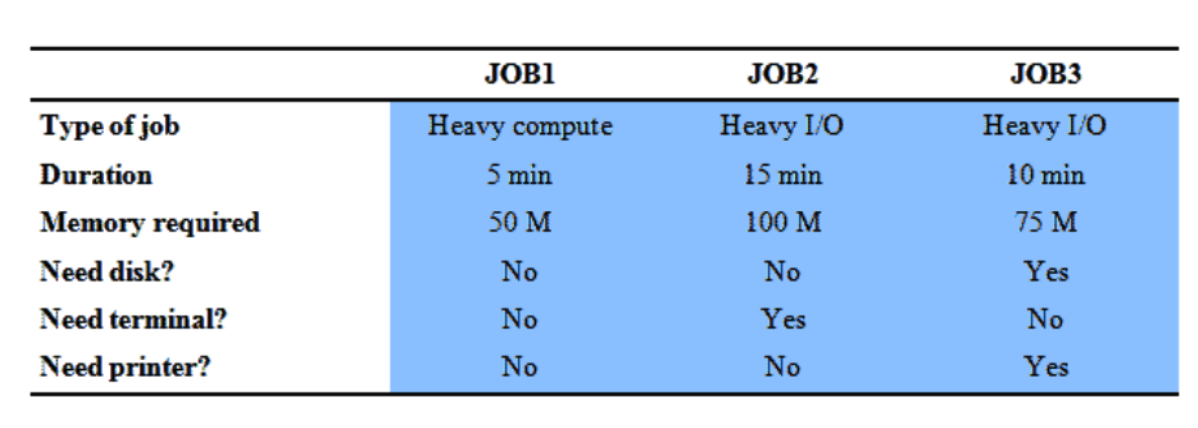 JOB1 JOB2 JOB3
Type of job Heavy compute Heavy I/O Heavy I/O
Duration 5 min 15 min 10 min
Memory required 50 M 100 M 75 M
Need disk? No No Yes
Need terminal? No Yes No
Need printer? No No Yes